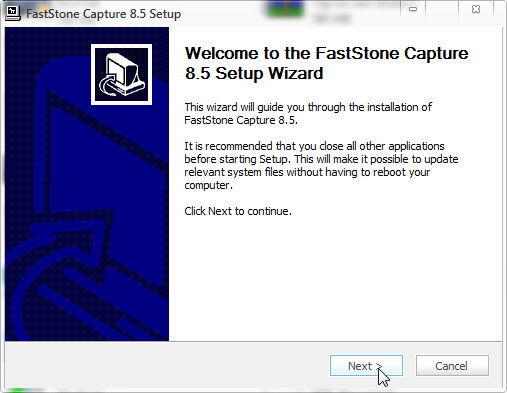 FastStone Capture 8.5 Setup
Welcome to the FastStone Capture
8.5 Setup Wizard
This wizard will guide you through the installation of
FastStone Capture 8.5.
It is recommended that you close all other applications
before starting Setup. This will make it possible to update
relevant system files without having to reboot your
computer.
Click Next to continue.
Next >
Cancel